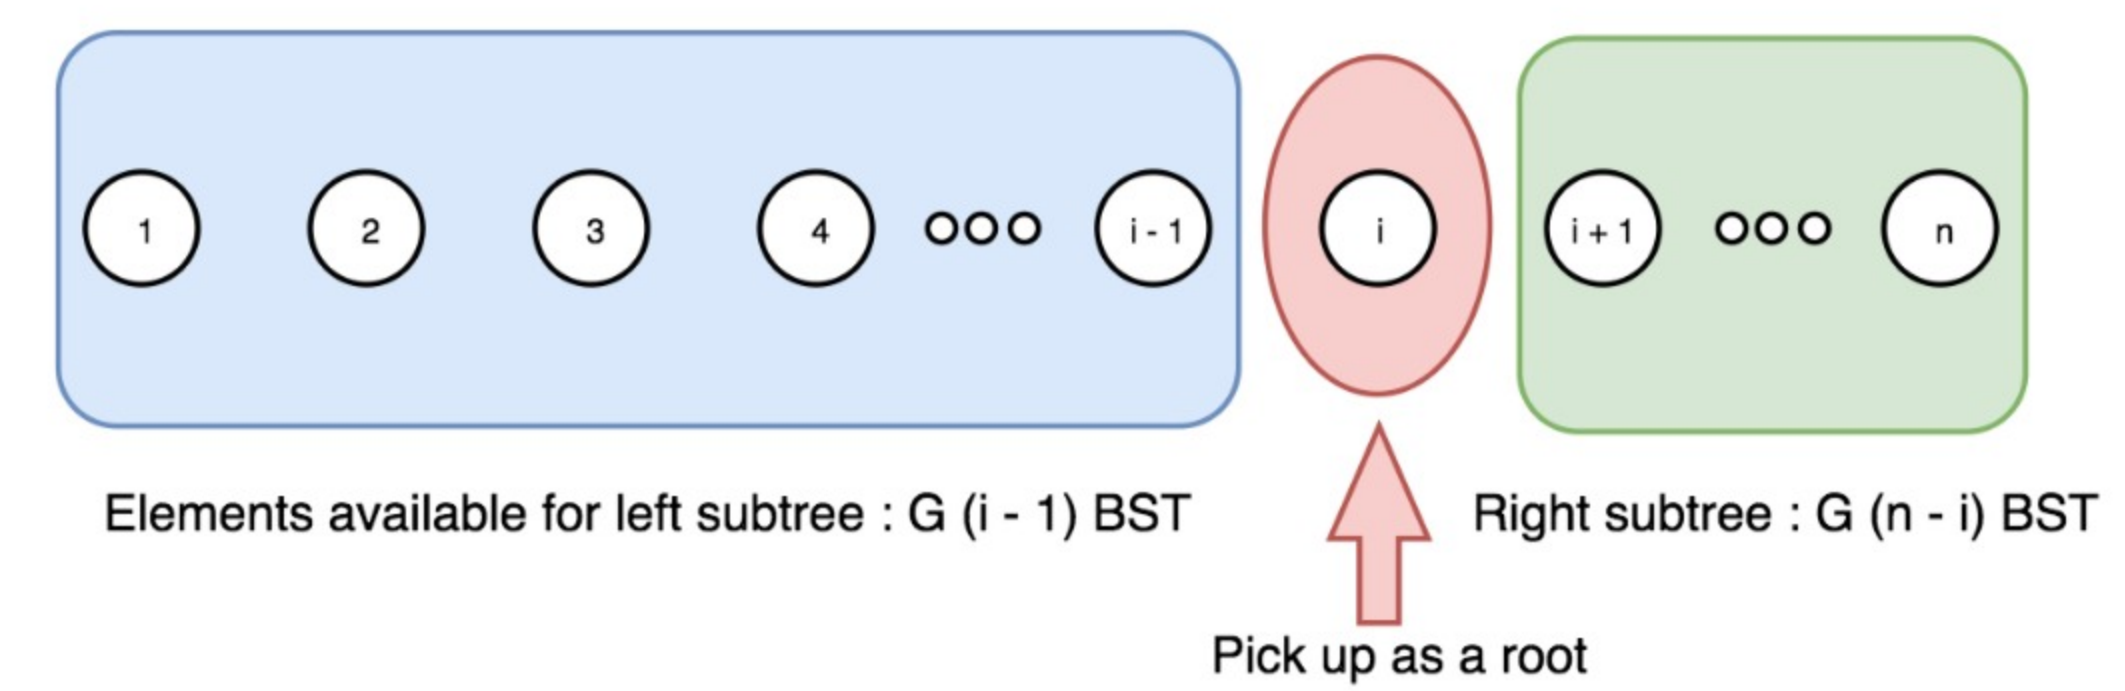 1 2 3 4 i - 1 i i + 1 n
Elements available for left subtree : G (i - 1) BST Right subtree : G (n - i) BST
Pick up as a root